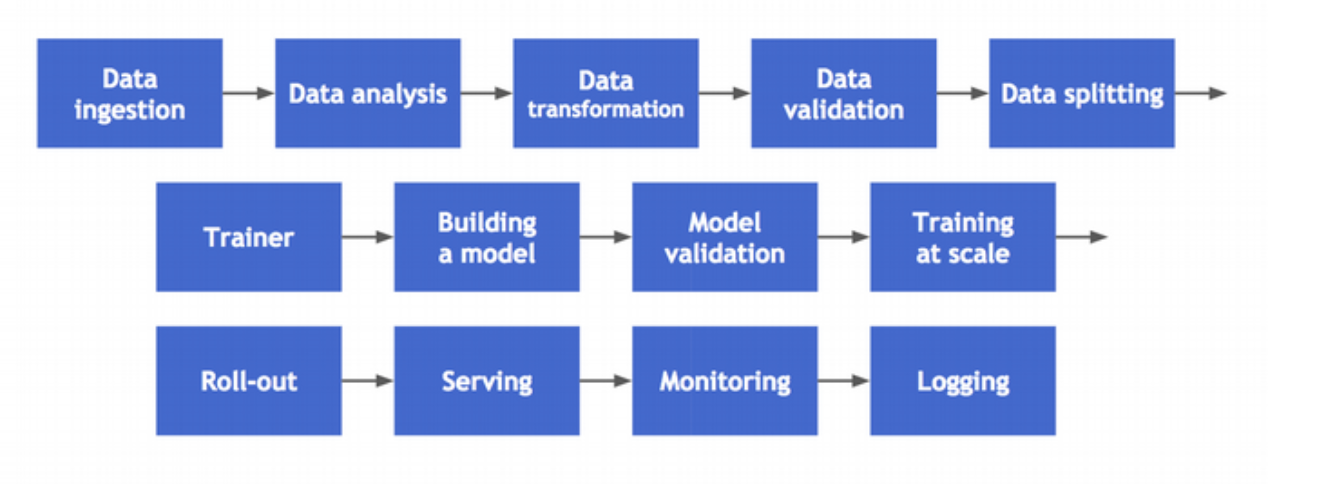 Data
ingestion
Data analysis
Data
transformation
Data
validation
Data splitting
Trainer
Building
a model
Model
validation
Training
at scale
Roll-out
Serving
Monitoring
Logging